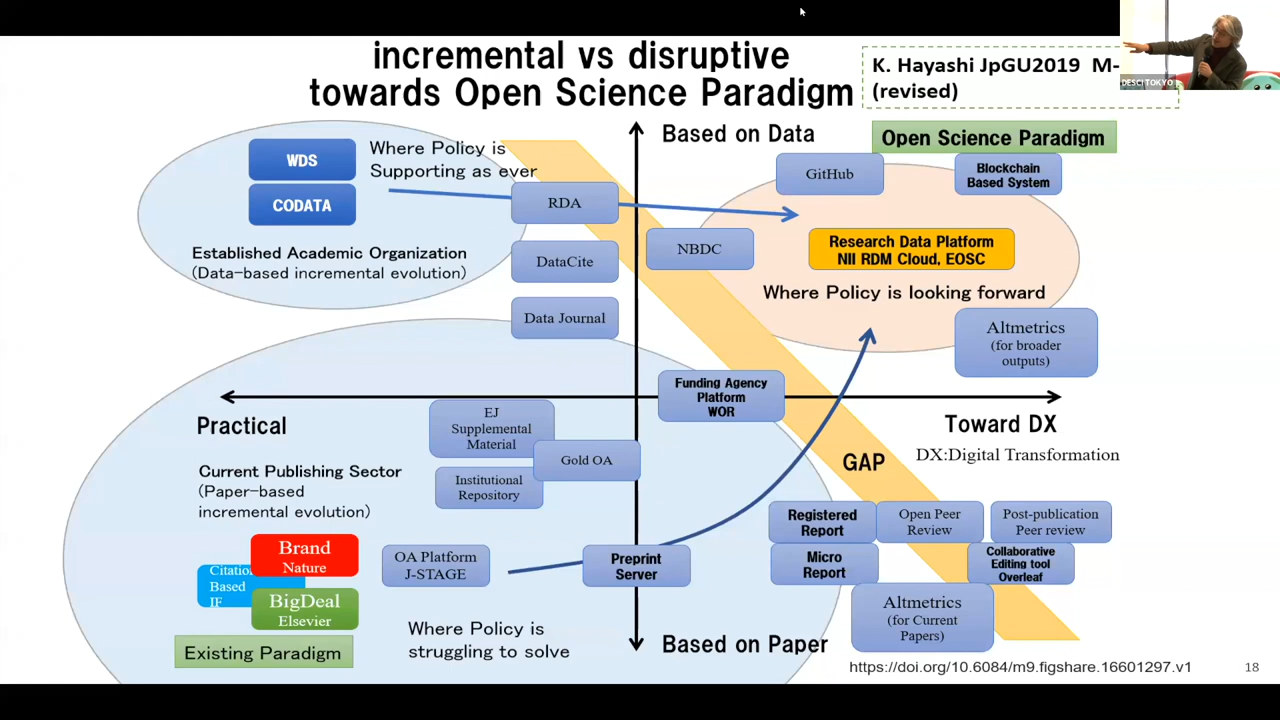 incremental vs disruptive
towards Open Science Paradigm
K. Hayashi JpGU2019 M-
(revised)
DESCI TOKYO
Based on Data
Open Science Paradigm
WDS
CODATA
Where Policy is
Supporting as ever
Established Academic Organization
(Data-based incremental evolution)
RDA
DataCite
Data Journal
NBDC
GitHub
Blockchain
Based System
Research Data Platform
NII RDM Cloud, EOSC
Where Policy is looking forward
Altmetrics
(for broader
outputs)
Funding Agency
Platform
WOR
Practical
Toward DX
DX:Digital Transformation
GAP
EJ
Supplemental
Material
Gold OA
Institutional
Repository
Current Publishing Sector
(Paper-based
incremental evolution)
Brand
Nature
Citation
Based
IF
BigDeal
Elsevier
OA Platform
J-STAGE
Preprint
Server
Registered
Report
Open Peer
Review
Post-publication
Peer review
Micro
Report
Collaborative
Editing tool
Overleaf
Altmetrics
(for Current
Papers)
Where Policy is
struggling to solve
Existing Paradigm
Based on Paper
https://doi.org/10.6084/m9.figshare.16601297.v1
18